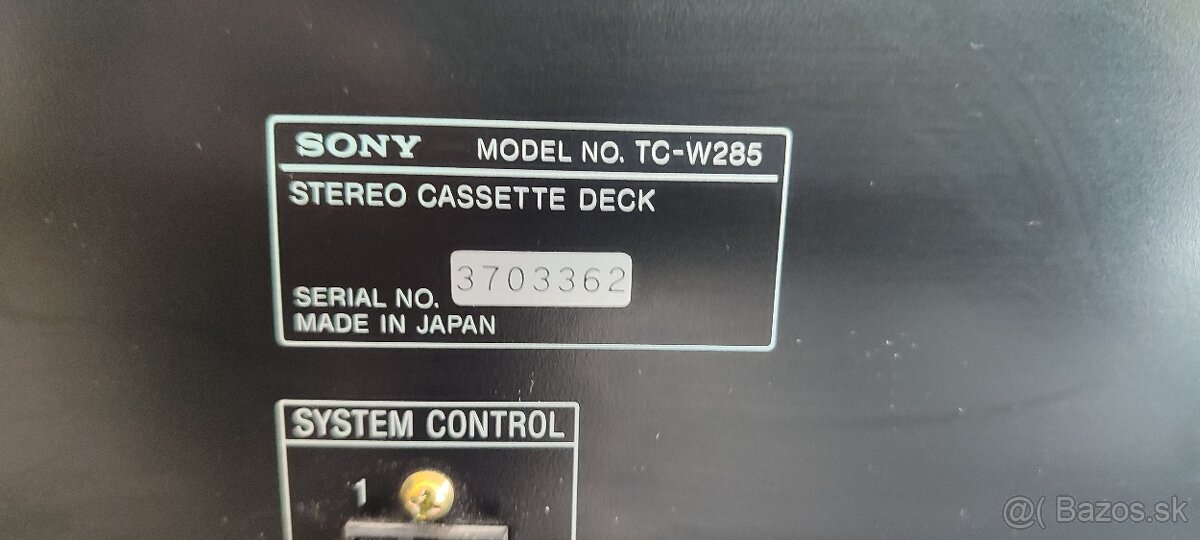 SONY MODEL NO. TC-W285
STEREO CASSETTE DECK
SERIAL NO. 3703362
MADE IN JAPAN
SYSTEM CONTROL
1
@( Bazos.sk